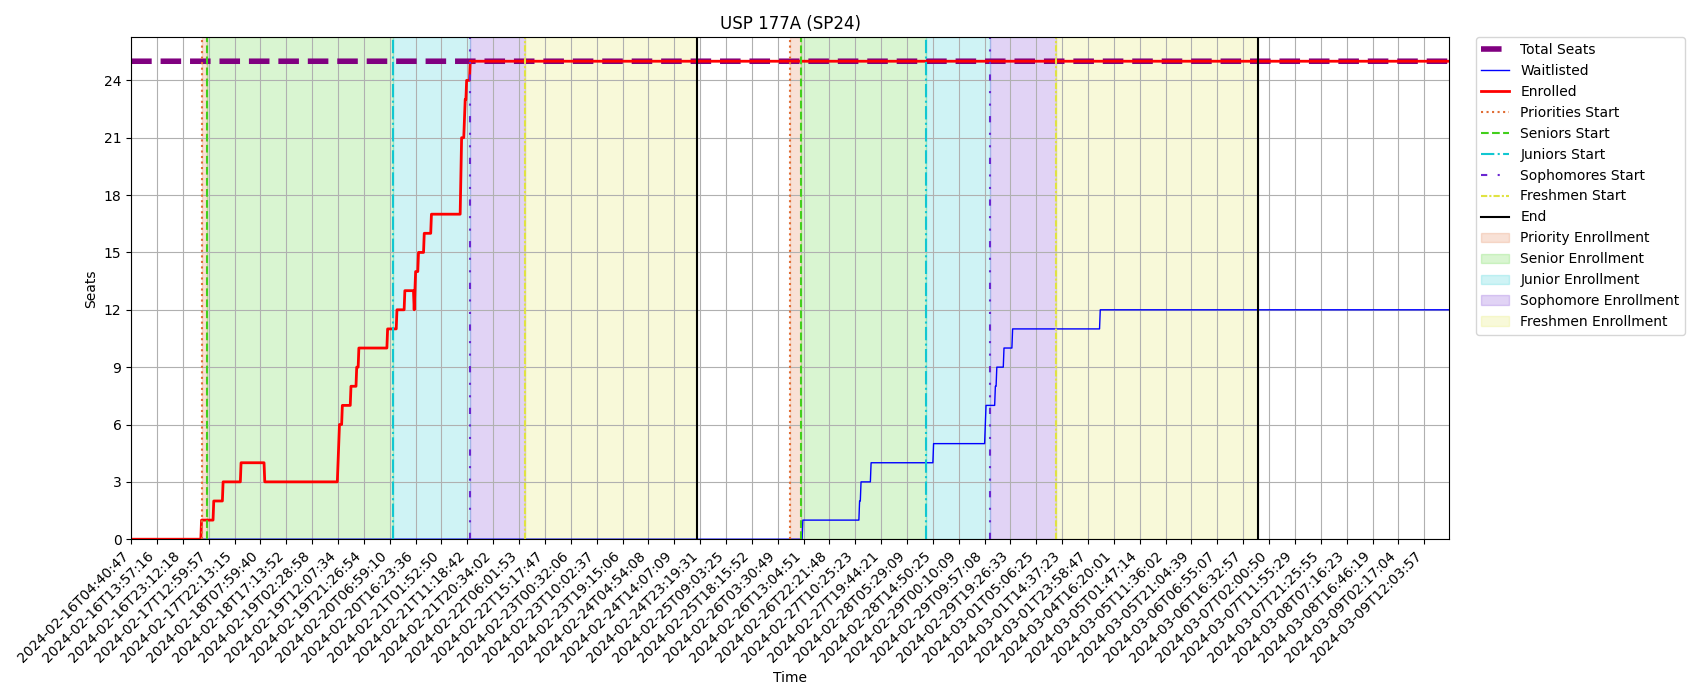 USP 177A (SP24)
Seats
24
21
18
15
12
9
6
3
0
2024-02-16T04:40:47
2024-02-16T13:57:16
2024-02-16T23:12:18
2024-02-17T12:59:57
2024-02-17T22:13:15
2024-02-18T07:59:40
2024-02-18T17:13:52
2024-02-19T02:28:58
2024-02-19T12:07:34
2024-02-19T21:26:54
2024-02-20T06:59:10
2024-02-20T16:23:36
2024-02-21T01:52:50
2024-02-21T11:18:42
2024-02-21T20:34:02
2024-02-22T06:01:53
2024-02-22T15:17:47
2024-02-23T00:32:06
2024-02-23T10:02:37
2024-02-23T19:15:06
2024-02-24T04:54:08
2024-02-24T14:07:09
2024-02-24T23:19:31
2024-02-25T09:03:25
2024-02-25T18:15:52
2024-02-26T03:30:49
2024-02-26T13:04:51
2024-02-26T22:21:48
2024-02-27T10:25:23
2024-02-27T19:44:21
2024-02-28T05:29:09
2024-02-28T14:50:25
2024-02-29T00:10:09
2024-02-29T09:57:08
2024-02-29T19:26:33
2024-03-01T05:06:25
2024-03-01T14:37:23
2024-03-01T23:58:47
2024-03-04T16:20:01
2024-03-05T01:47:14
2024-03-05T11:36:02
2024-03-05T21:04:39
2024-03-06T06:55:07
2024-03-06T16:32:57
2024-03-07T02:00:50
2024-03-07T11:55:29
2024-03-07T21:25:55
2024-03-08T07:16:23
2024-03-08T16:46:19
2024-03-09T02:17:04
2024-03-09T12:03:57
Time
Total Seats
Waitlisted
Enrolled
Priorities Start
Seniors Start
Juniors Start
Sophomores Start
Freshmen Start
End
Priority Enrollment
Senior Enrollment
Junior Enrollment
Sophomore Enrollment
Freshmen Enrollment